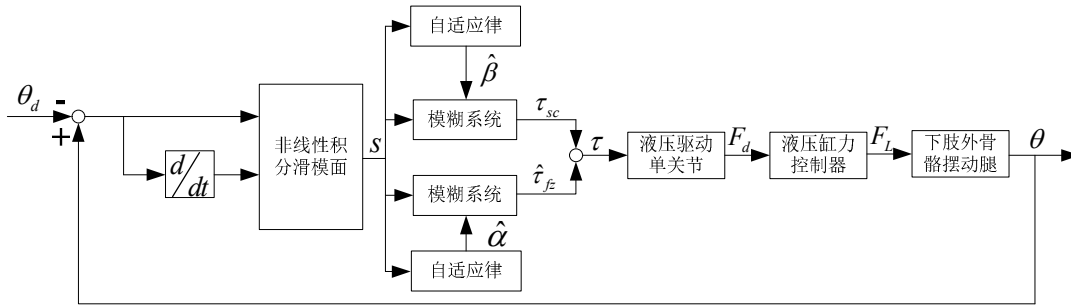 θ_d
-
+
d/dt
非线性积
分滑模面
s
自适应律
β̂
模糊系统
τ_sc
模糊系统
τ̂_fz
α̂
自适应律
τ
液压驱动
单关节
F_d
液压缸力
控制器
F_L
下肢外骨
骼摆动腿
θ